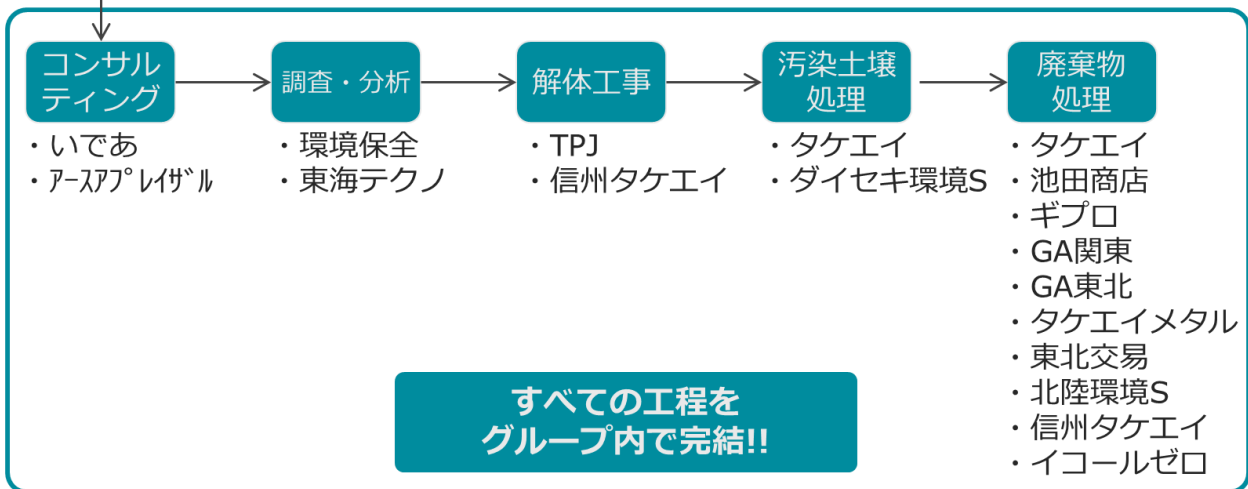 コンサル
ティング
・いであ
・ｱｰｽｱﾌﾟﾚｲｻﾞﾙ
調査・分析
・環境保全
・東海テクノ
解体工事
・TPJ
・信州タケエイ
汚染土壌
処理
・タケエイ
・ダイセキ環境S
廃棄物
処理
・タケエイ
・池田商店
・ギプロ
・GA関東
・GA東北
・タケエイメタル
・東北交易
・北陸環境S
・信州タケエイ
・イコールゼロ
すべての工程を
グループ内で完結!!